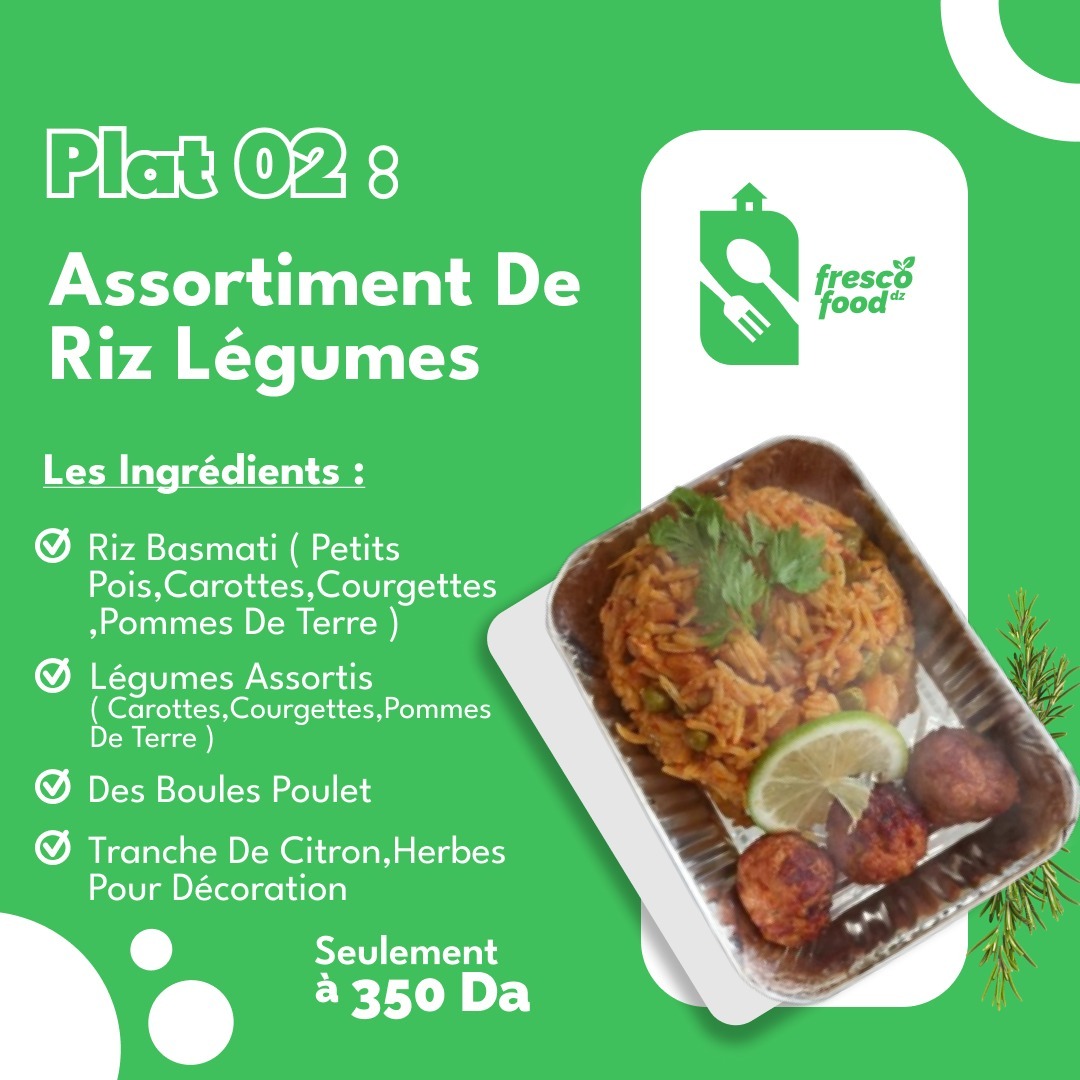 Plat 02 :
Assortiment De
Riz Légumes
Les Ingrédients :
Riz Basmati ( Petits
Pois,Carottes,Courgettes
,Pommes De Terre )
Légumes Assortis
( Carottes,Courgettes,Pommes
De Terre )
Des Boules Poulet
Tranche De Citron,Herbes
Pour Décoration
Seulement
à 350 Da
fresco
food dz